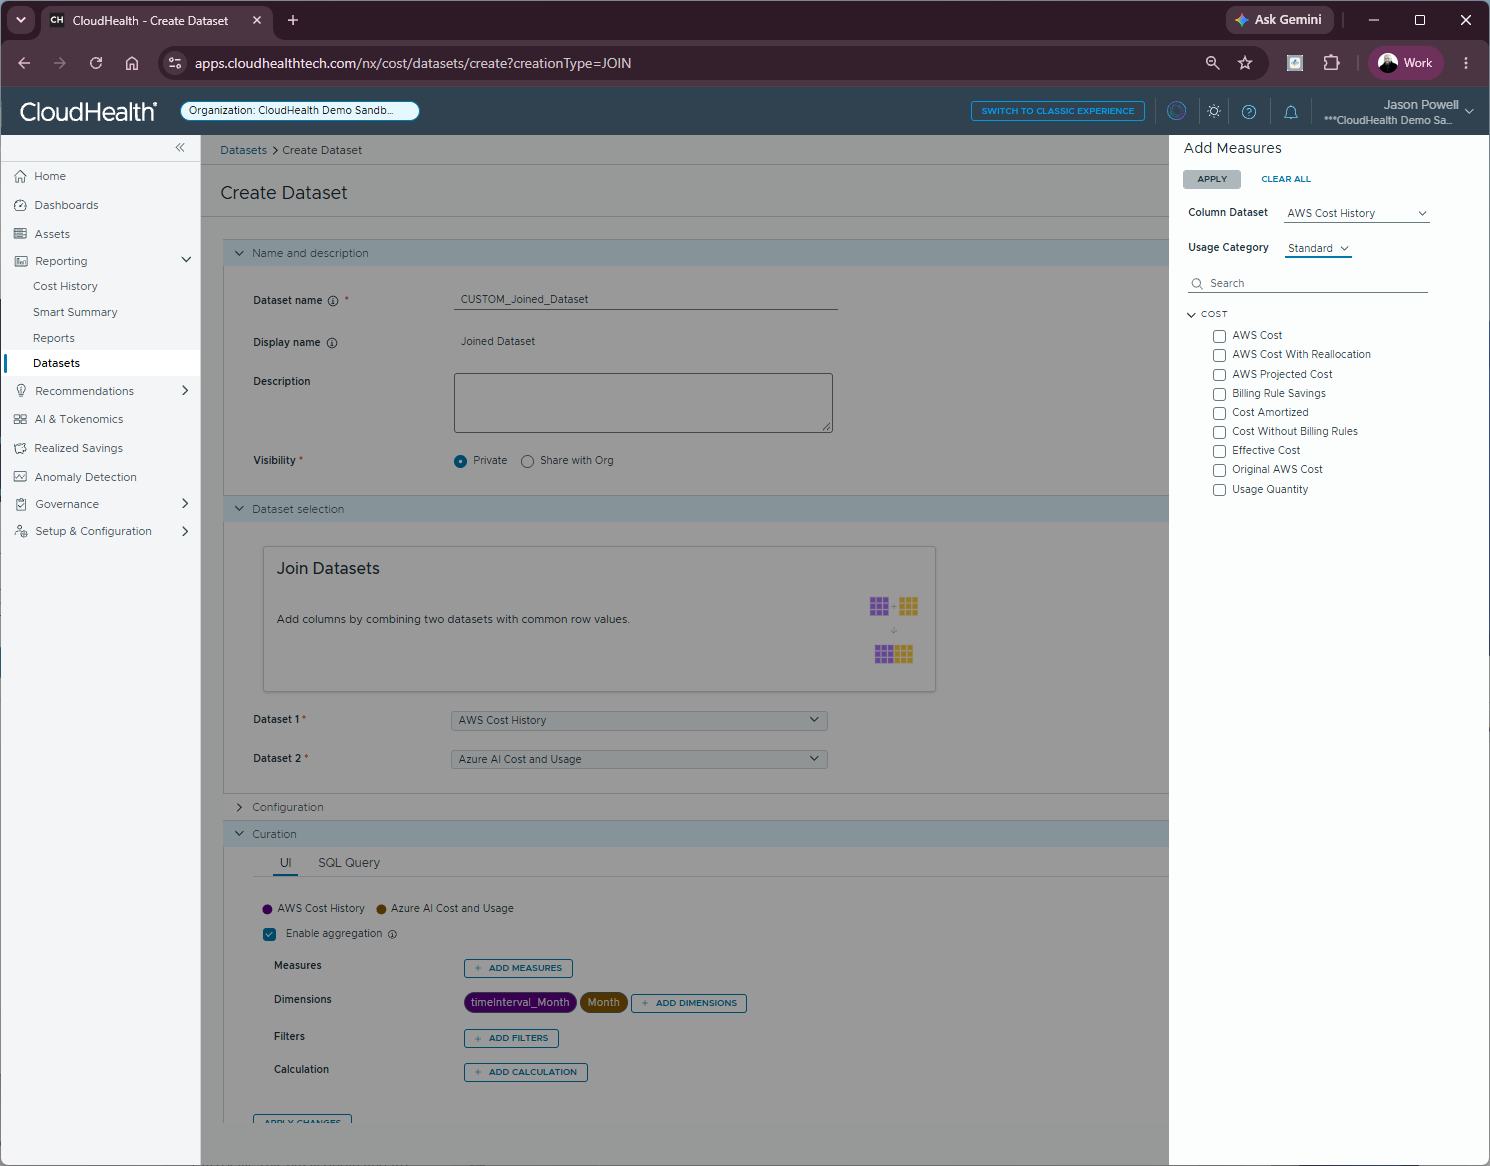 CH CloudHealth - Create Dataset
Ask Gemini
apps.cloudhealthtech.com/nx/cost/datasets/create?creationType=JOIN
Work
CloudHealth
Organization: CloudHealth Demo Sandb...
SWITCH TO CLASSIC EXPERIENCE
Jason Powell
***CloudHealth Demo Sa...
Home
Dashboards
Assets
Reporting
Cost History
Smart Summary
Reports
Datasets
Recommendations
AI & Tokenomics
Realized Savings
Anomaly Detection
Governance
Setup & Configuration
Datasets > Create Dataset
Create Dataset
Name and description
Dataset name * CUSTOM_Joined_Dataset
Display name Joined Dataset
Description
Visibility * Private Share with Org
Dataset selection
Join Datasets
Add columns by combining two datasets with common row values.
Dataset 1 * AWS Cost History
Dataset 2 * Azure AI Cost and Usage
Configuration
Curation
UI SQL Query
AWS Cost History Azure AI Cost and Usage
Enable aggregation
Measures + ADD MEASURES
Dimensions timeInterval_Month Month + ADD DIMENSIONS
Filters + ADD FILTERS
Calculation + ADD CALCULATION
APPLY CHANGES
Add Measures
APPLY CLEAR ALL
Column Dataset AWS Cost History
Usage Category Standard
Search
COST
AWS Cost
AWS Cost With Reallocation
AWS Projected Cost
Billing Rule Savings
Cost Amortized
Cost Without Billing Rules
Effective Cost
Original AWS Cost
Usage Quantity